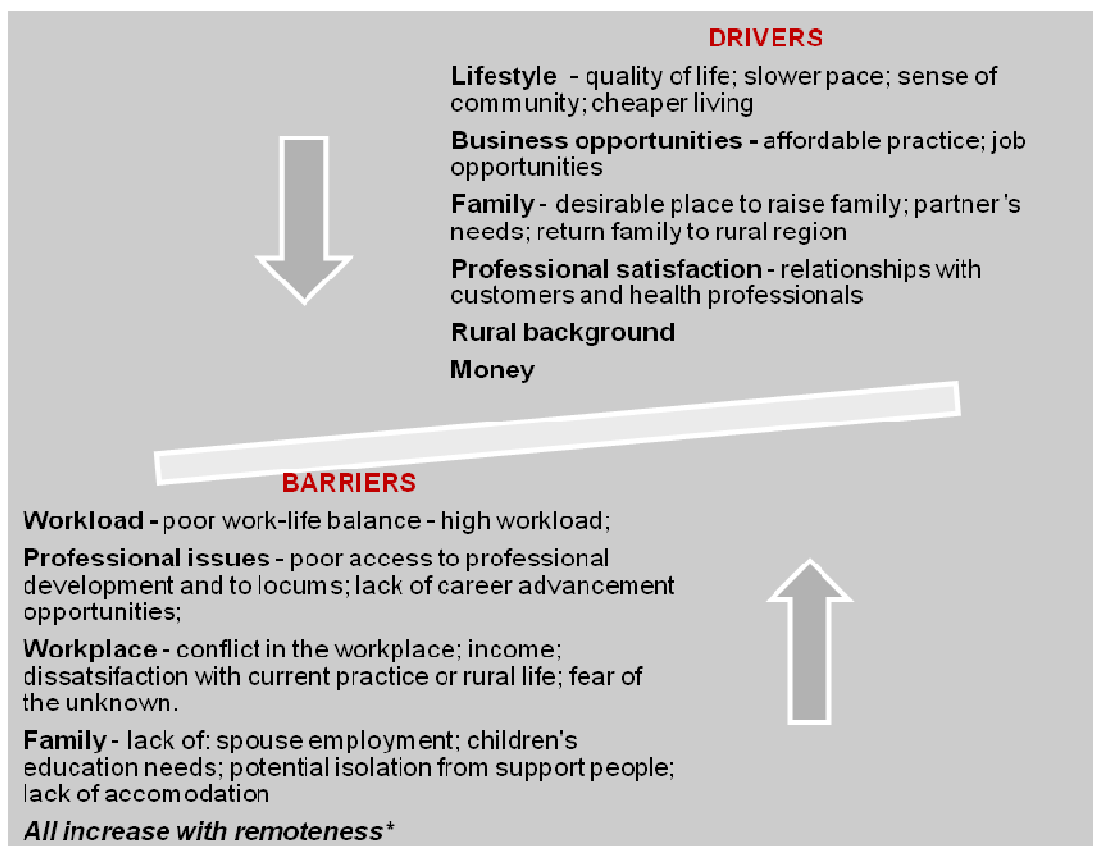 DRIVERS
Lifestyle - quality of life; slower pace; sense of
community; cheaper living
Business opportunities - affordable practice; job
opportunities
Family - desirable place to raise family; partner's
needs; return family to rural region
Professional satisfaction - relationships with
customers and health professionals
Rural background
Money
BARRIERS
Workload - poor work-life balance - high workload;
Professional issues - poor access to professional
development and to locums; lack of career advancement
opportunities;
Workplace - conflict in the workplace; income;
dissatsifaction with current practice or rural life; fear of
the unknown.
Family - lack of: spouse employment; children's
education needs; potential isolation from support people;
lack of accomodation
All increase with remoteness*